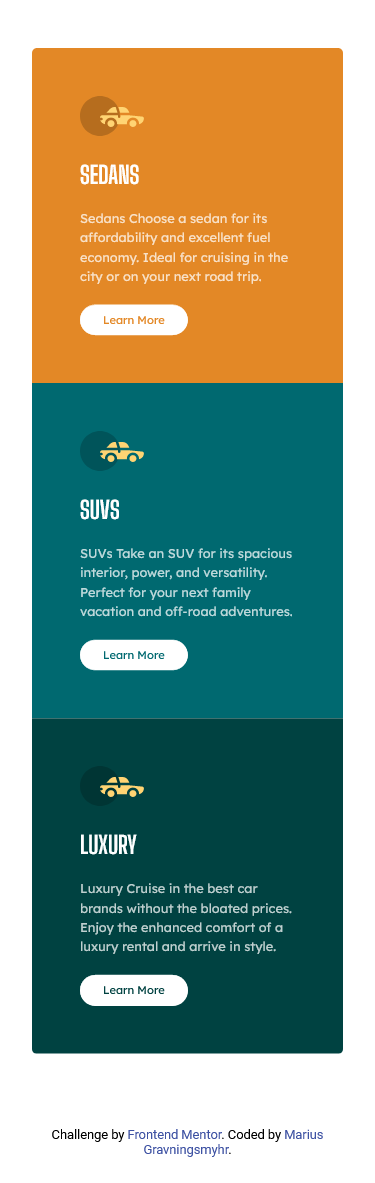 SEDANS
Sedans Choose a sedan for its
affordability and excellent fuel
economy. Ideal for cruising in the
city or on your next road trip.
Learn More
SUVS
SUVs Take an SUV for its spacious
interior, power, and versatility.
Perfect for your next family
vacation and off-road adventures.
Learn More
LUXURY
Luxury Cruise in the best car
brands without the bloated prices.
Enjoy the enhanced comfort of a
luxury rental and arrive in style.
Learn More
Challenge by Frontend Mentor. Coded by Marius
Gravningsmyhr.